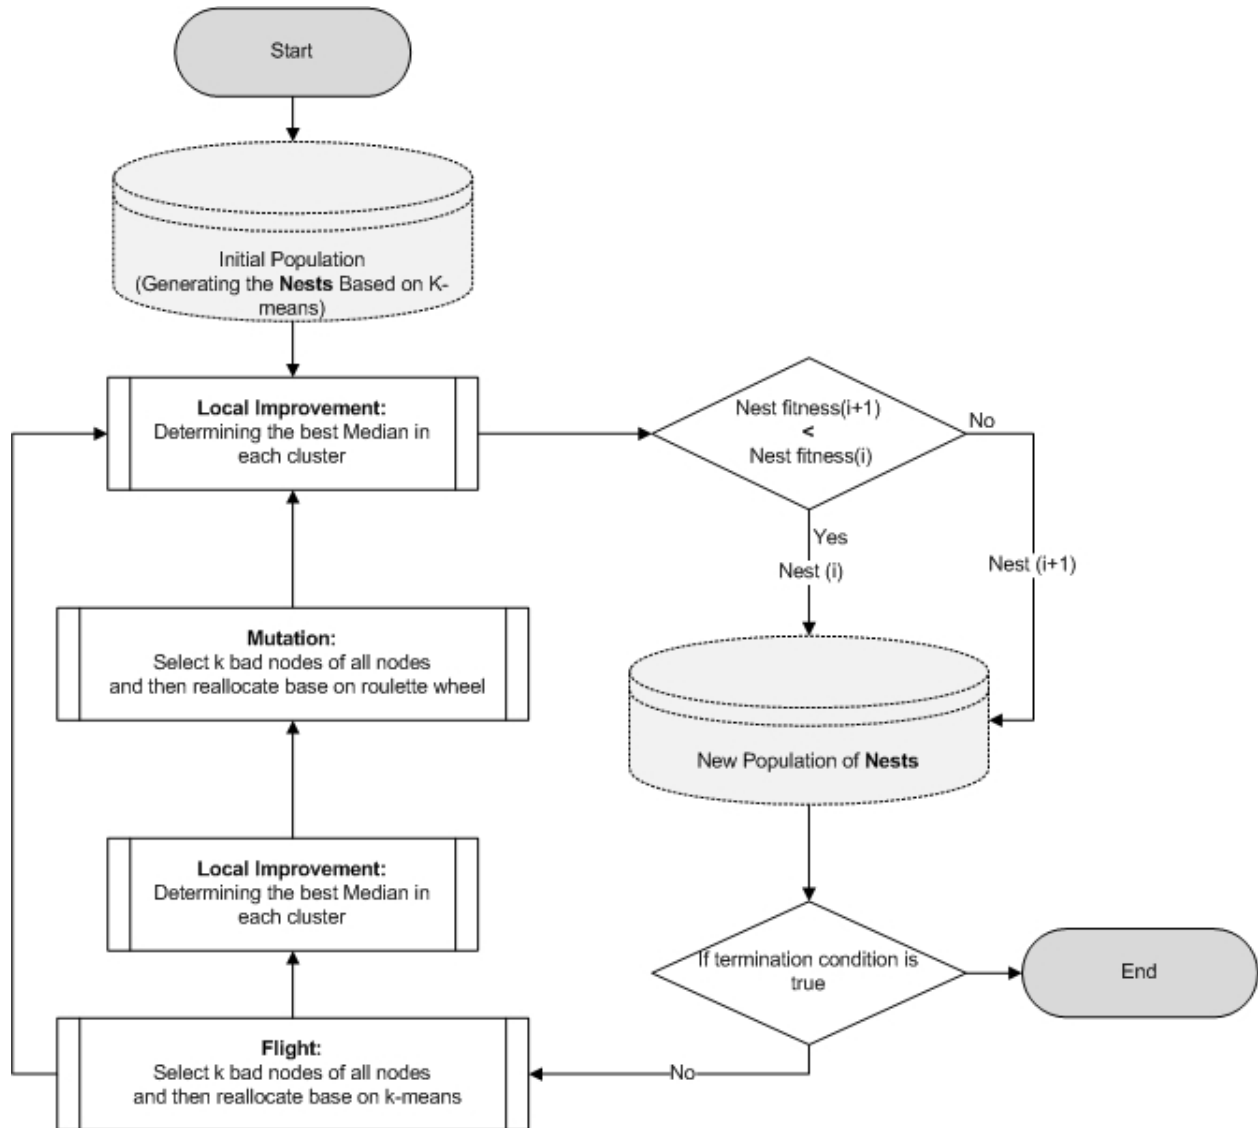 Start
Initial Population
(Generating the Nests Based on K-
means)
Local Improvement:
Determining the best Median in
each cluster
Nest fitness(i+1)
<
Nest fitness(i)
No
Yes
Nest (i)
Nest (i+1)
Mutation:
Select k bad nodes of all nodes
and then reallocate base on roulette wheel
New Population of Nests
Local Improvement:
Determining the best Median in
each cluster
If termination condition is
true
End
Flight:
Select k bad nodes of all nodes
and then reallocate base on k-means
No